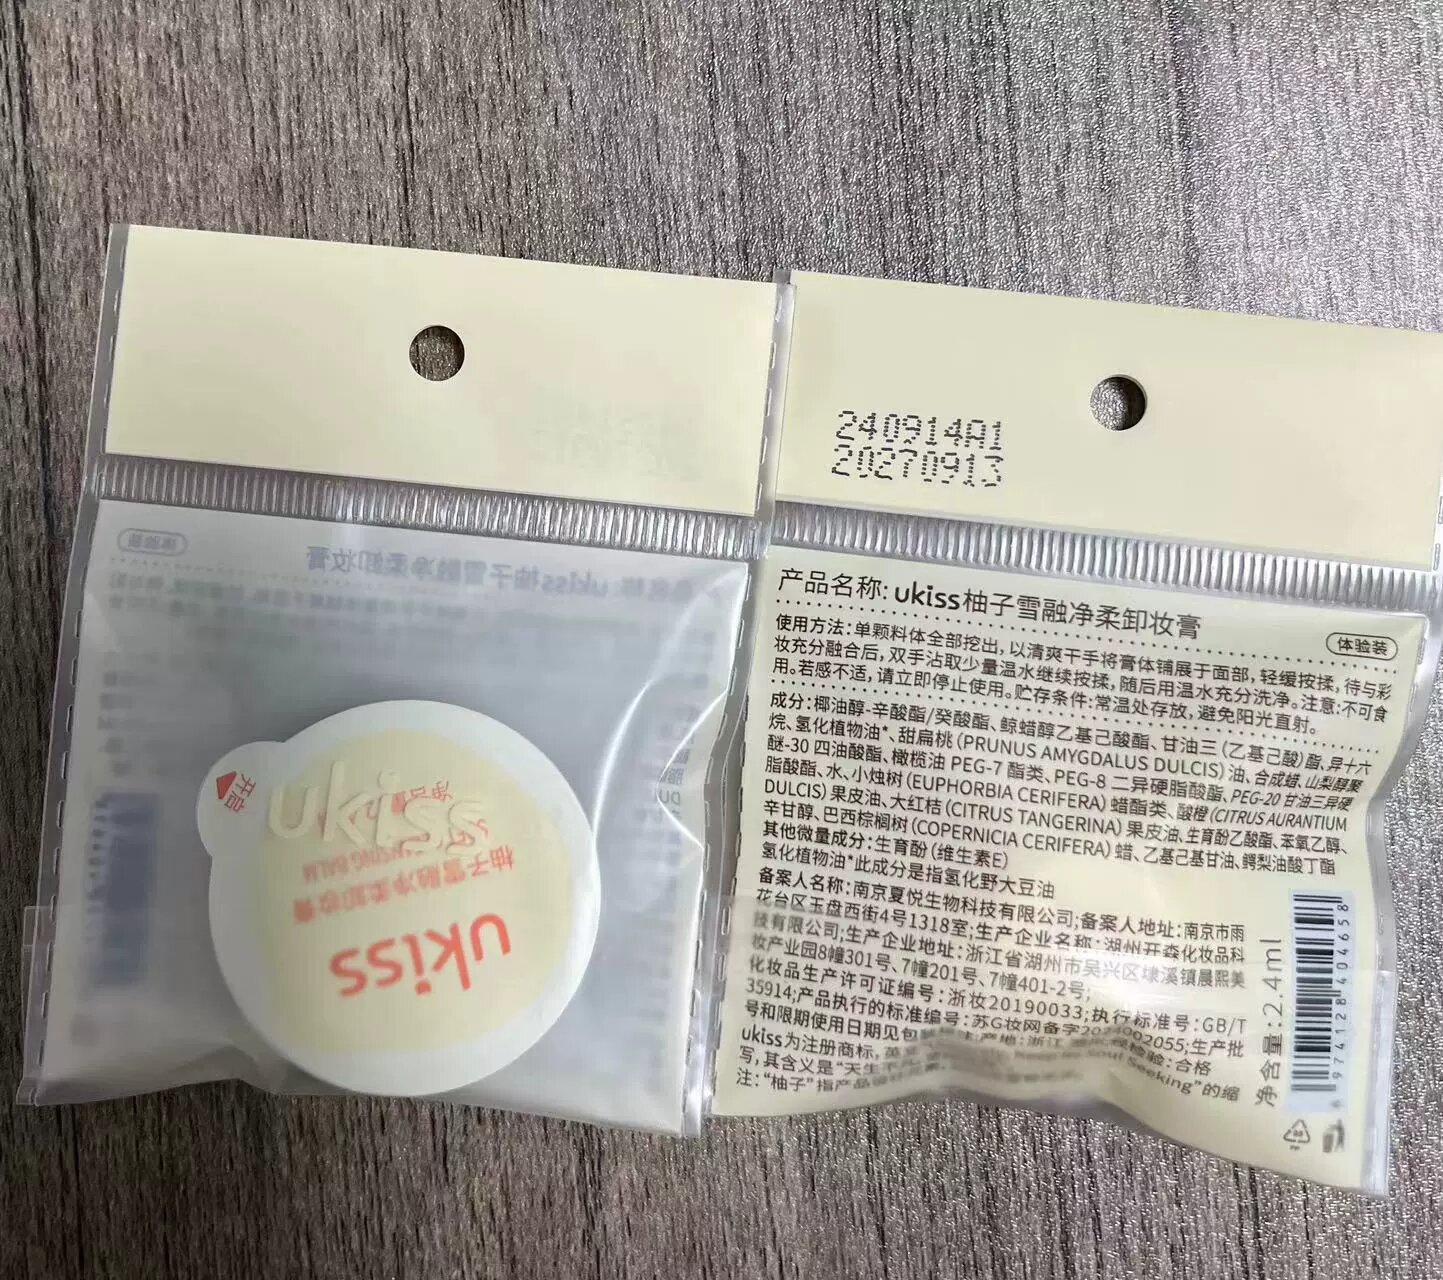 240914A1
20270913
产品名称: ukiss柚子雪融净柔卸妆膏
体验装
使用方法:单颗料体全部挖出,以清爽干手将膏体铺展于面部,轻缓按揉,待与彩
妆充分融合后,双手沾取少量温水继续按揉,随后用温水充分洗净。注意:不可食
用。若感不适,请立即停止使用。贮存条件:常温处存放,避免阳光直射。
成分:椰油醇-辛酸酯/癸酸酯、鲸蜡醇乙基己酸酯、甘油三(乙基己酸)酯、异十六
烷、氢化植物油*、甜扁桃(PRUNUS AMYGDALUS DULCIS)油、合成蜡、山梨醇聚
醚-30 四油酸酯、橄榄油 PEG-7 酯类、PEG-8 二异硬脂酸酯、PEG-20 甘油三异硬
脂酸酯、水、小烛树(EUPHORBIA CERIFERA)蜡酯类、酸橙(CITRUS AURANTIUM
DULCIS)果皮油、大红桔(CITRUS TANGERINA)果皮油、生育酚乙酸酯、苯氧乙醇、
辛甘醇、巴西棕榈树(COPERNICIA CERIFERA)蜡、乙基己基甘油、鳄梨油酸丁酯
其他微量成分:生育酚(维生素E)
氢化植物油*此成分是指氢化野大豆油
备案人名称:南京夏悦生物科技有限公司;备案人地址:南京市雨
花台区玉盘西街4号1318室;生产企业名称:湖州开森化妆品科
技有限公司;生产企业地址:浙江省湖州市吴兴区埭溪镇晨熙美
妆产业园8幢301号、7幢201号、7幢401-2号;
化妆品生产许可证编号:浙妆20190033;执行标准号:GB/T
35914;产品执行的标准编号:苏G妆网备字2024002055;生产批
号和限期使用日期见包 产地:浙江 检验:合格
ukiss为注册商标, Soul Seeking"的缩
写,其含义是"天生
注:"柚子"指产品
净含量:2.4ml
6974128404658
开启
ukiss
柚子雪融净柔卸妆膏
ukiss